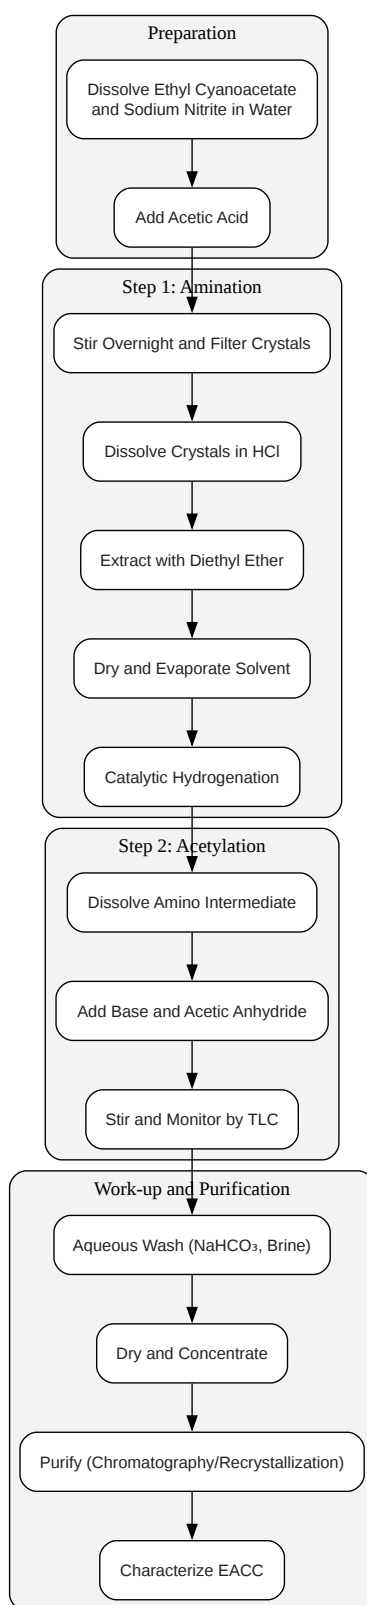 Preparation
Dissolve Ethyl Cyanoacetate
and Sodium Nitrite in Water
Add Acetic Acid
Step 1: Amination
Stir Overnight and Filter Crystals
Dissolve Crystals in HCl
Extract with Diethyl Ether
Dry and Evaporate Solvent
Catalytic Hydrogenation
Step 2: Acetylation
Dissolve Amino Intermediate
Add Base and Acetic Anhydride
Stir and Monitor by TLC
Work-up and Purification
Aqueous Wash (NaHCO₃, Brine)
Dry and Concentrate
Purify (Chromatography/Recrystallization)
Characterize EACC